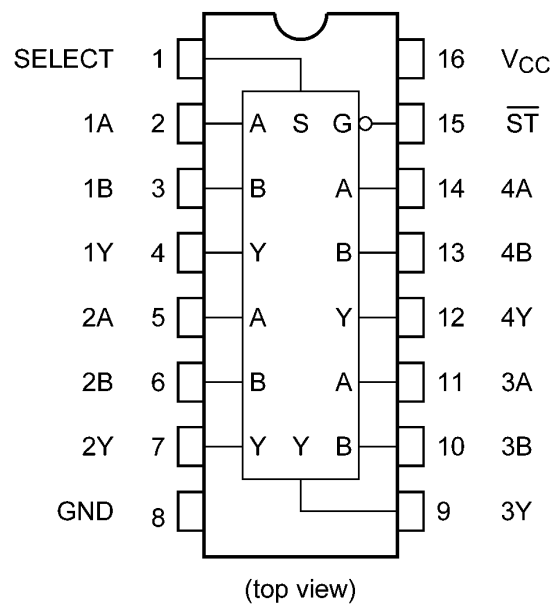 SELECT 1 16 VCC
1A 2 A S G 15 S̅T̅
1B 3 B A 14 4A
1Y 4 Y B 13 4B
2A 5 A Y 12 4Y
2B 6 B A 11 3A
2Y 7 Y Y B 10 3B
GND 8 9 3Y
(top view)